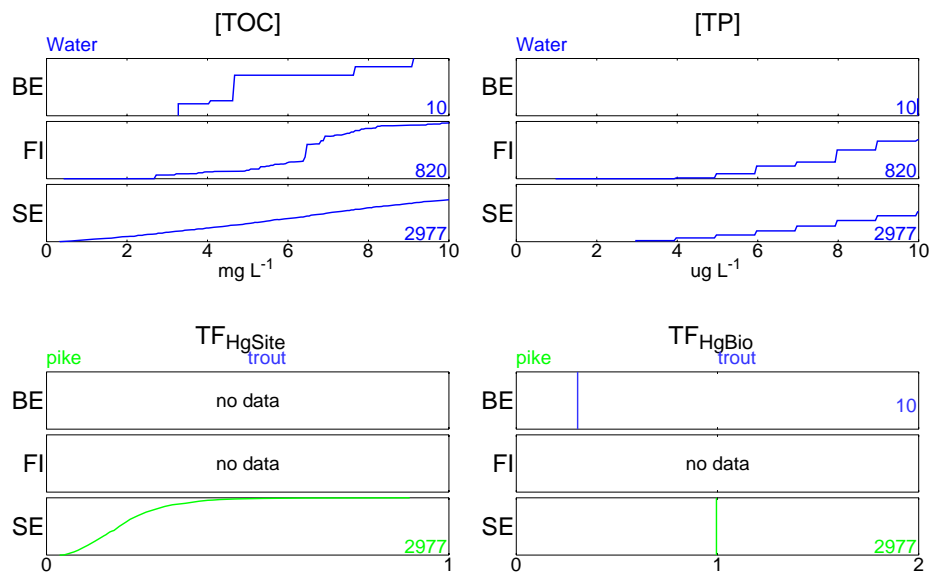 [TOC] [TP]
Water Water
BE 10 BE 10
FI 820 FI 820
SE 2977 SE 2977
0 2 4 6 8 10 0 2 4 6 8 10
mg L-1 ug L-1
TFHgSite TFHgBio
pike trout pike trout
BE no data BE 10
FI no data FI no data
SE 2977 SE 2977
0 1 0 1 2